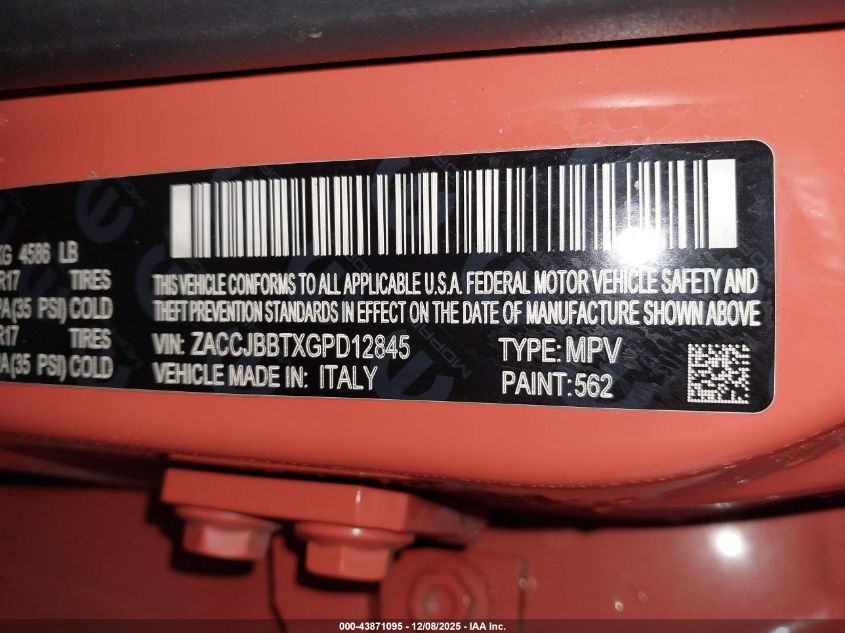 KG 4586 LB
R17 TIRES
PA(35 PSI) COLD
R17 TIRES
PA(35 PSI) COLD
THIS VEHICLE CONFORMS TO ALL APPLICABLE U.S.A. FEDERAL MOTOR VEHICLE SAFETY AND
THEFT PREVENTION STANDARDS IN EFFECT ON THE DATE OF MANUFACTURE SHOWN ABOVE
VIN: ZACCJBBTXGPD12845 TYPE: MPV
VEHICLE MADE IN: ITALY PAINT: 562
000-43871095 - 12/08/2025 - IAA Inc.